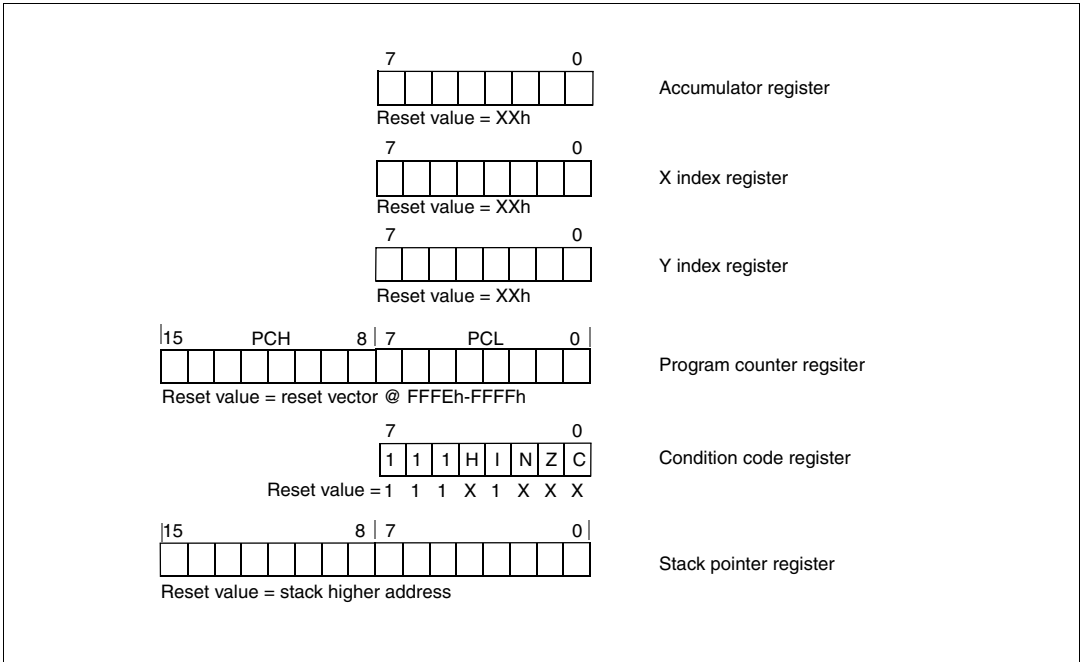 7 0
Accumulator register
Reset value = XXh
7 0
X index register
Reset value = XXh
7 0
Y index register
Reset value = XXh
15 PCH 8 7 PCL 0
Program counter regsiter
Reset value = reset vector @ FFFEh-FFFFh
7 0
1 1 1 H I N Z C
Condition code register
Reset value = 1 1 1 X 1 X X X
15 8 7 0
Stack pointer register
Reset value = stack higher address